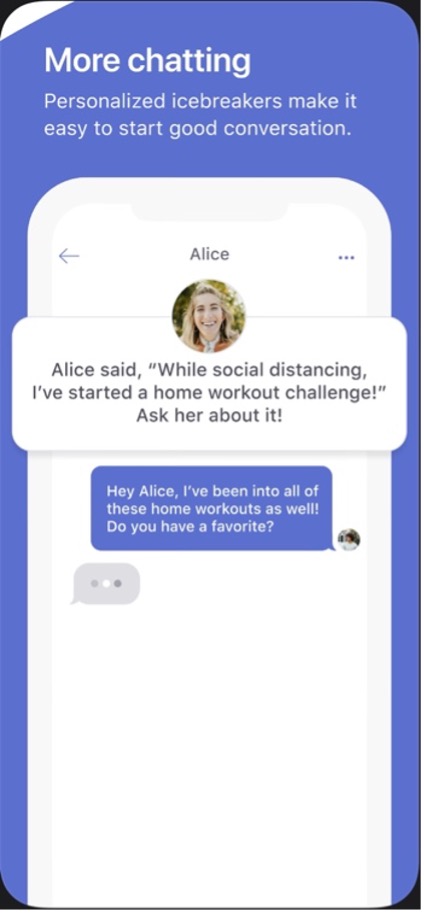 More chatting
Personalized icebreakers make it
easy to start good conversation.
Alice
Alice said, “While social distancing,
I’ve started a home workout challenge!”
Ask her about it!
Hey Alice, I’ve been into all of
these home workouts as well!
Do you have a favorite?